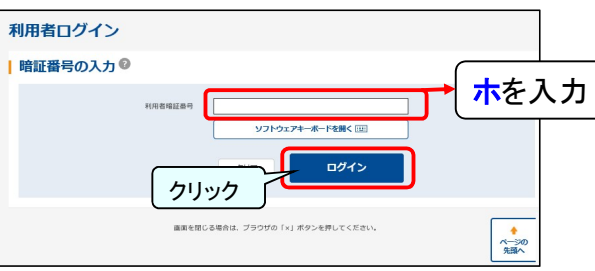 利用者ログイン
暗証番号の入力 ?
利用者暗証番号
ホを入力
ソフトウェアキーボードを開く
ログイン
クリック
画面を閉じる場合は、ブラウザの「×」ボタンを押してください。
ページの
先頭へ